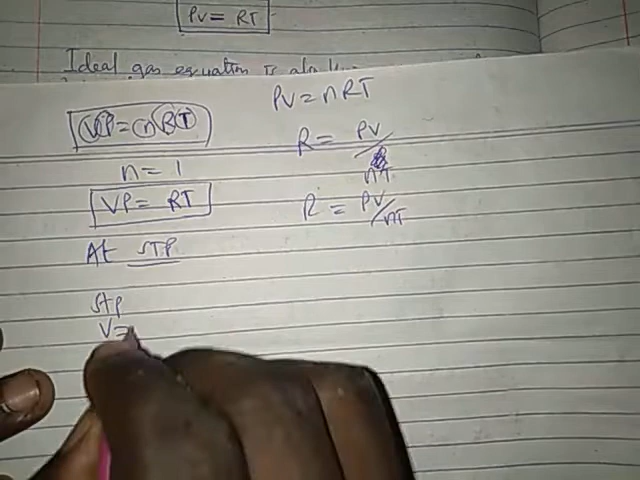 PV = RT
Ideal gas equation is also
VP = nRT
n = 1
VP = RT
At STP
Stp
V =
PV = nRT
R = PV/nT
R = PV/nT